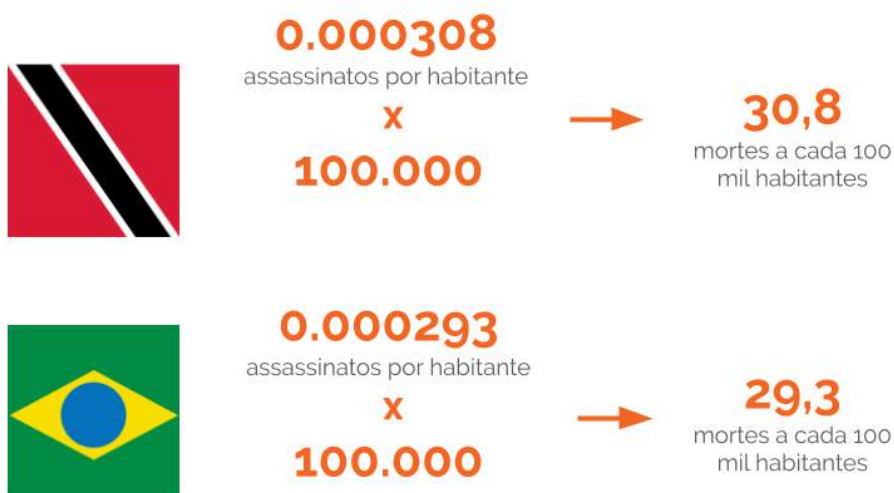 0.000308
assassinatos por habitante
x
100.000
30,8
mortes a cada 100
mil habitantes
0.000293
assassinatos por habitante
x
100.000
29,3
mortes a cada 100
mil habitantes